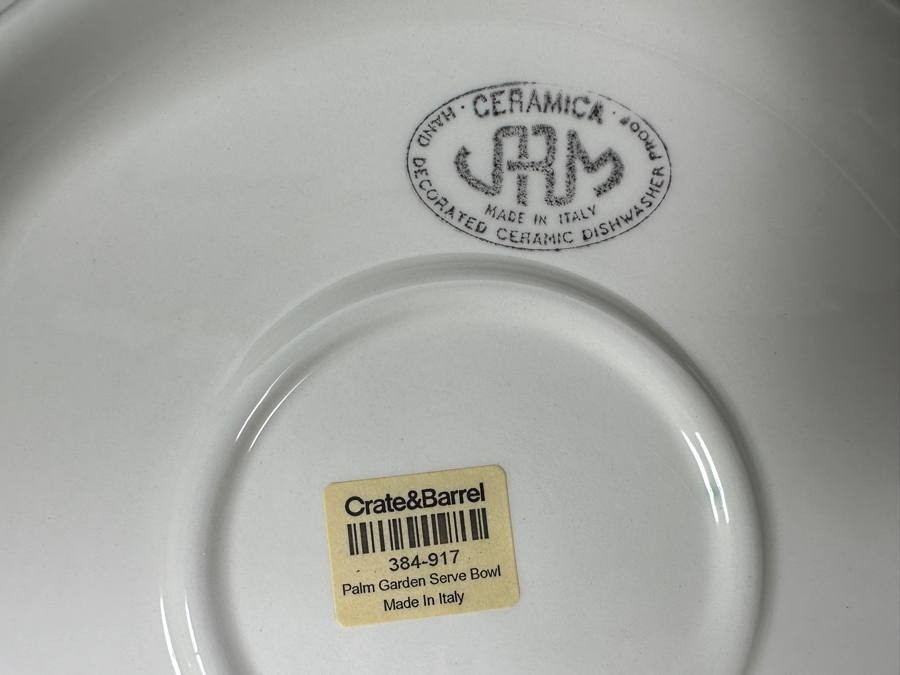 · CERAMICA ·
JARM
MADE IN ITALY
HAND DECORATED CERAMIC DISHWASHER PROOF
Crate&Barrel
384-917
Palm Garden Serve Bowl
Made In Italy